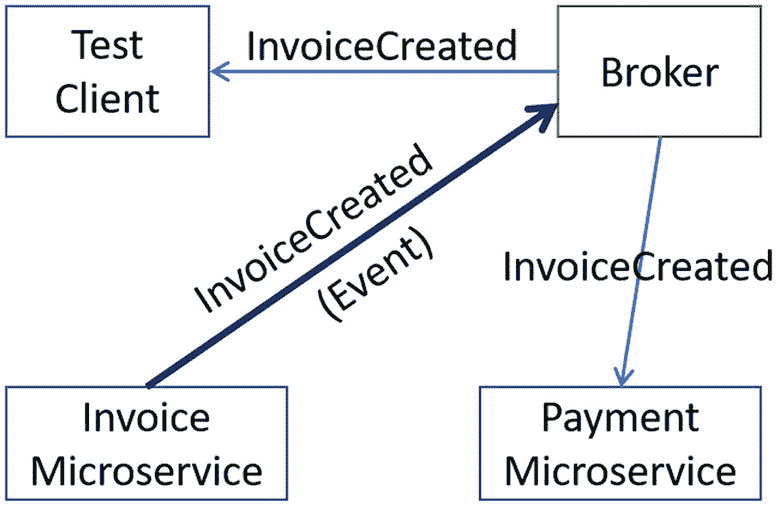 Test
Client
InvoiceCreated
Broker
InvoiceCreated
(Event)
InvoiceCreated
Invoice
Microservice
Payment
Microservice